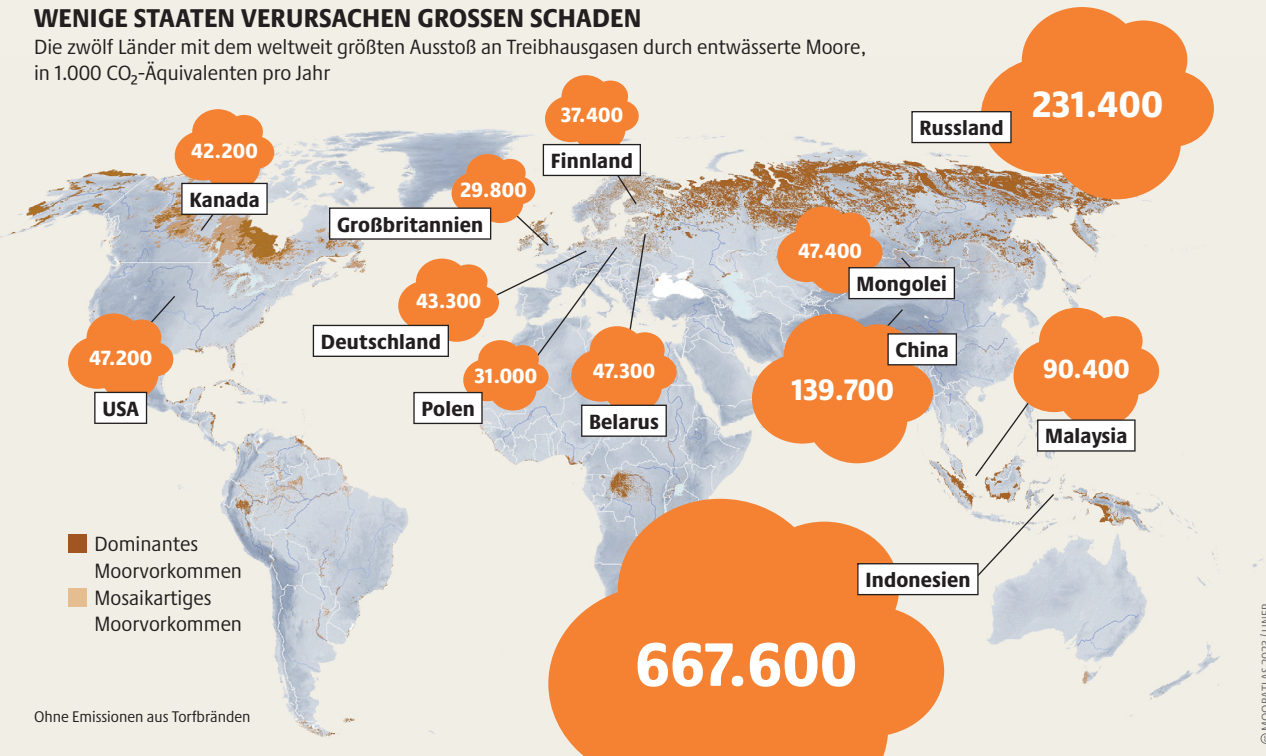 WENIGE STAATEN VERURSACHEN GROSSEN SCHADEN
Die zwölf Länder mit dem weltweit größten Ausstoß an Treibhausgasen durch entwässerte Moore,
in 1.000 CO₂-Äquivalenten pro Jahr
231.400
Russland
37.400
Finnland
42.200
Kanada
29.800
Großbritannien
47.400
Mongolei
43.300
Deutschland
47.200
USA
31.000
Polen
47.300
Belarus
139.700
China
90.400
Malaysia
667.600
Indonesien
Dominantes
Moorvorkommen
Mosaikartiges
Moorvorkommen
Ohne Emissionen aus Torfbränden
© MOORATLAS 2023 / UNEP